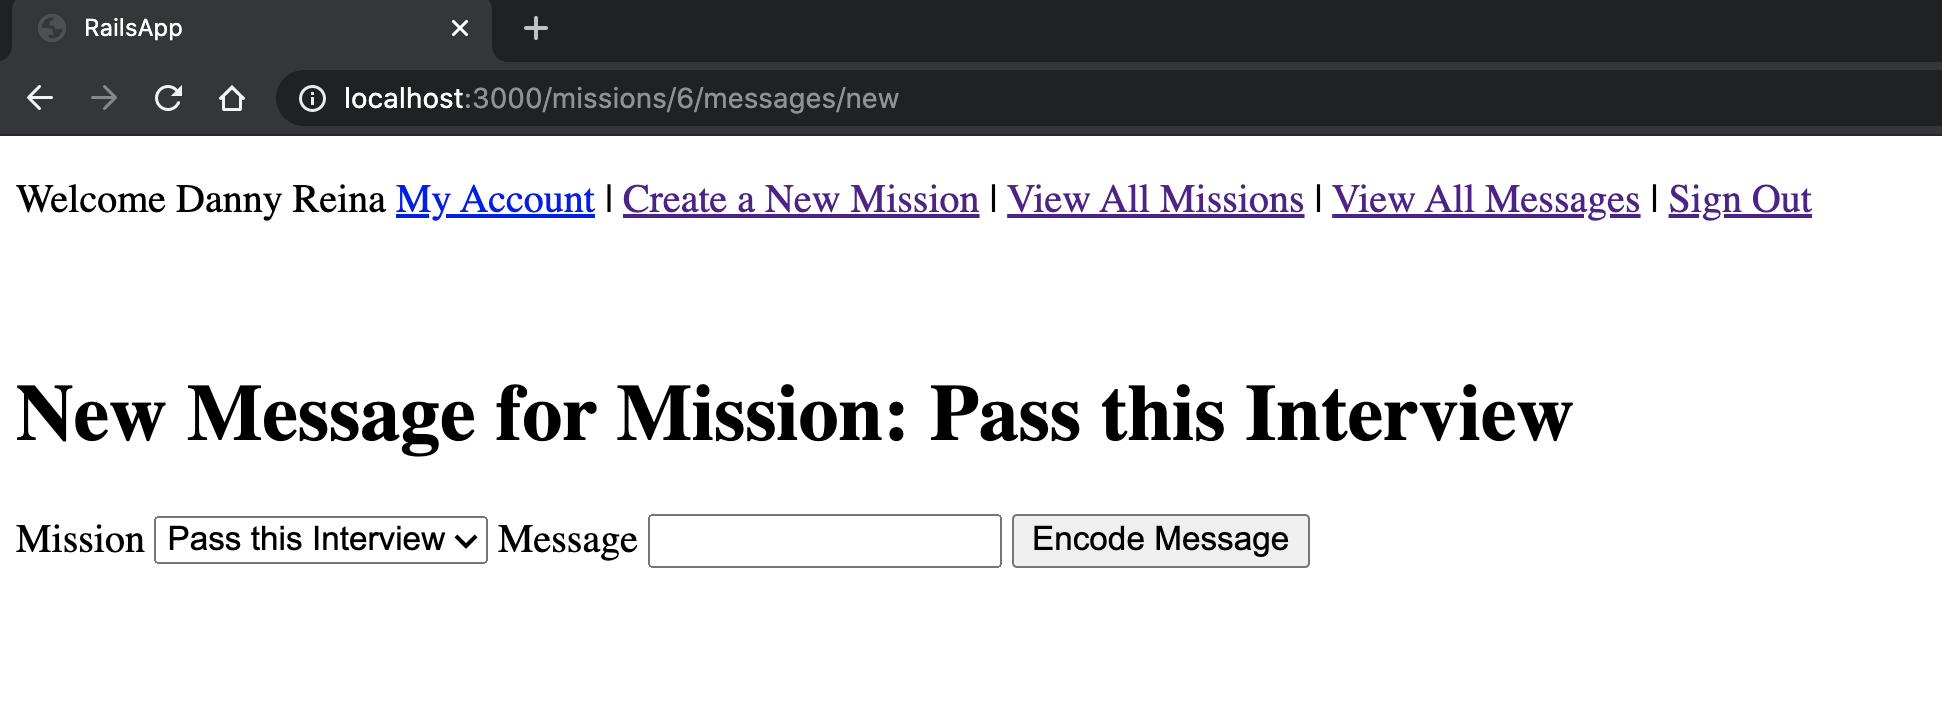 RailsApp
localhost:3000/missions/6/messages/new
Welcome Danny Reina My Account | Create a New Mission | View All Missions | View All Messages | Sign Out
New Message for Mission: Pass this Interview
Mission Pass this Interview Message Encode Message